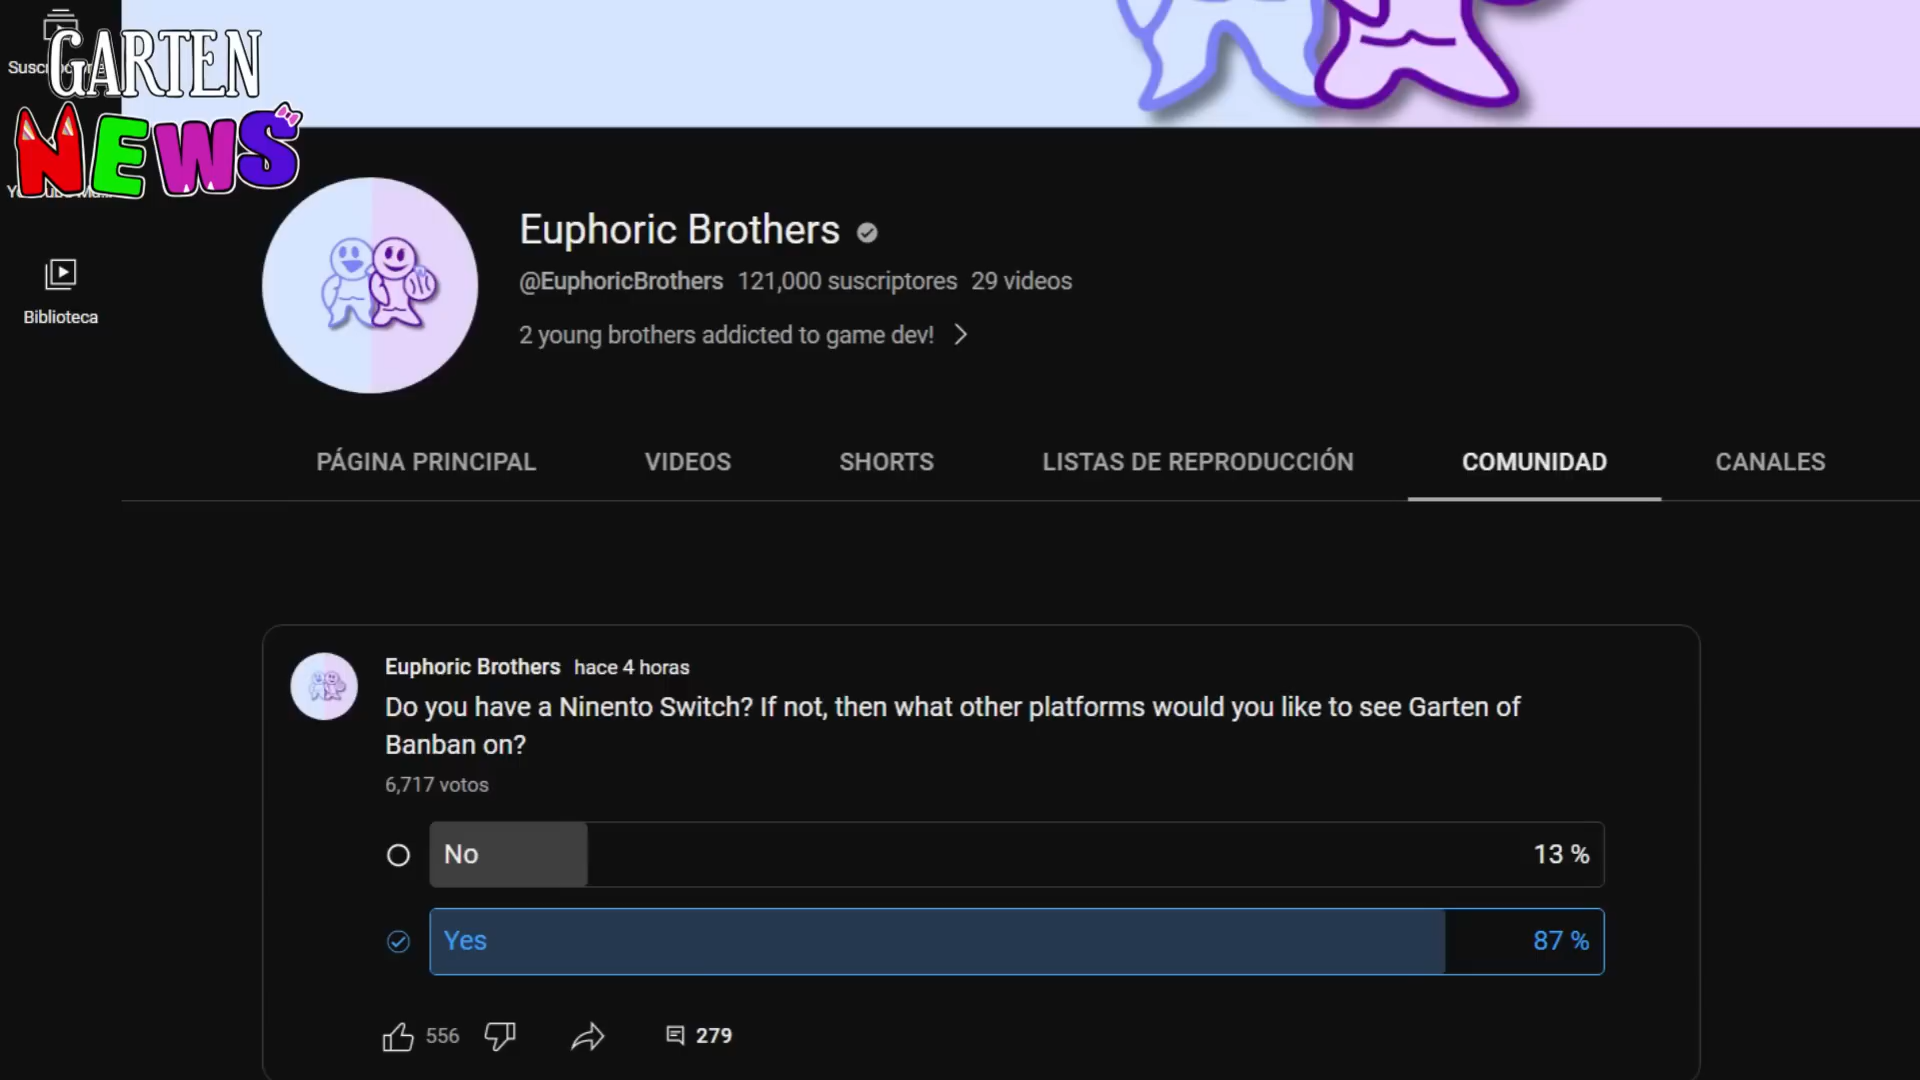 GARTEN
NEWS
Biblioteca
Euphoric Brothers
@EuphoricBrothers 121,000 suscriptores 29 videos
2 young brothers addicted to game dev!
PÁGINA PRINCIPAL VIDEOS SHORTS LISTAS DE REPRODUCCIÓN COMUNIDAD CANALES
Euphoric Brothers hace 4 horas
Do you have a Ninento Switch? If not, then what other platforms would you like to see Garten of
Banban on?
6,717 votos
No 13 %
Yes 87 %
556 279